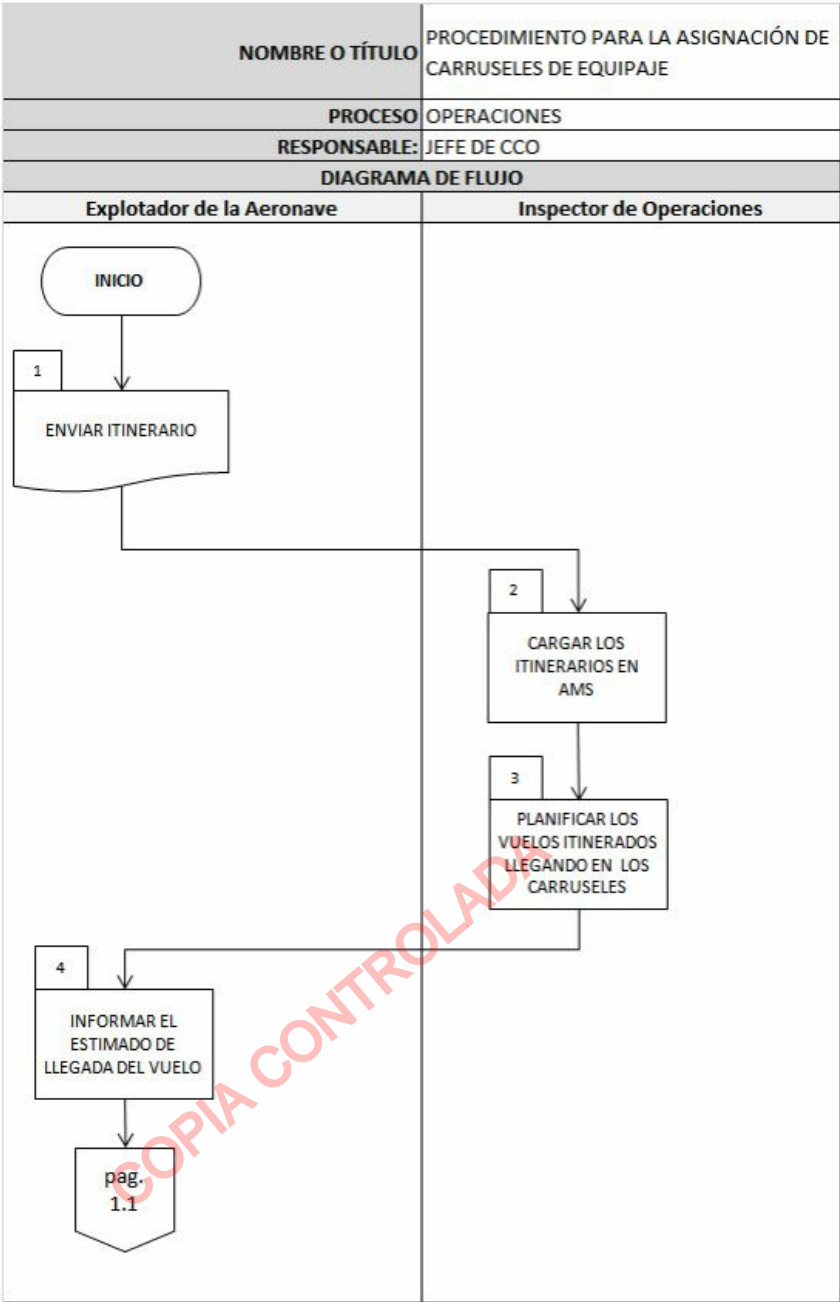 NOMBRE O TÍTULO
PROCEDIMIENTO PARA LA ASIGNACIÓN DE
CARRUSELES DE EQUIPAJE
PROCESO
OPERACIONES
RESPONSABLE:
JEFE DE CCO
DIAGRAMA DE FLUJO
Explotador de la Aeronave
Inspector de Operaciones
INICIO
1
ENVIAR ITINERARIO
2
CARGAR LOS
ITINERARIOS EN
AMS
3
PLANIFICAR LOS
VUELOS ITINERADOS
LLEGANDO EN LOS
CARRUSELES
4
INFORMAR EL
ESTIMADO DE
LLEGADA DEL VUELO
pag.
1.1
COPIA CONTROLADA